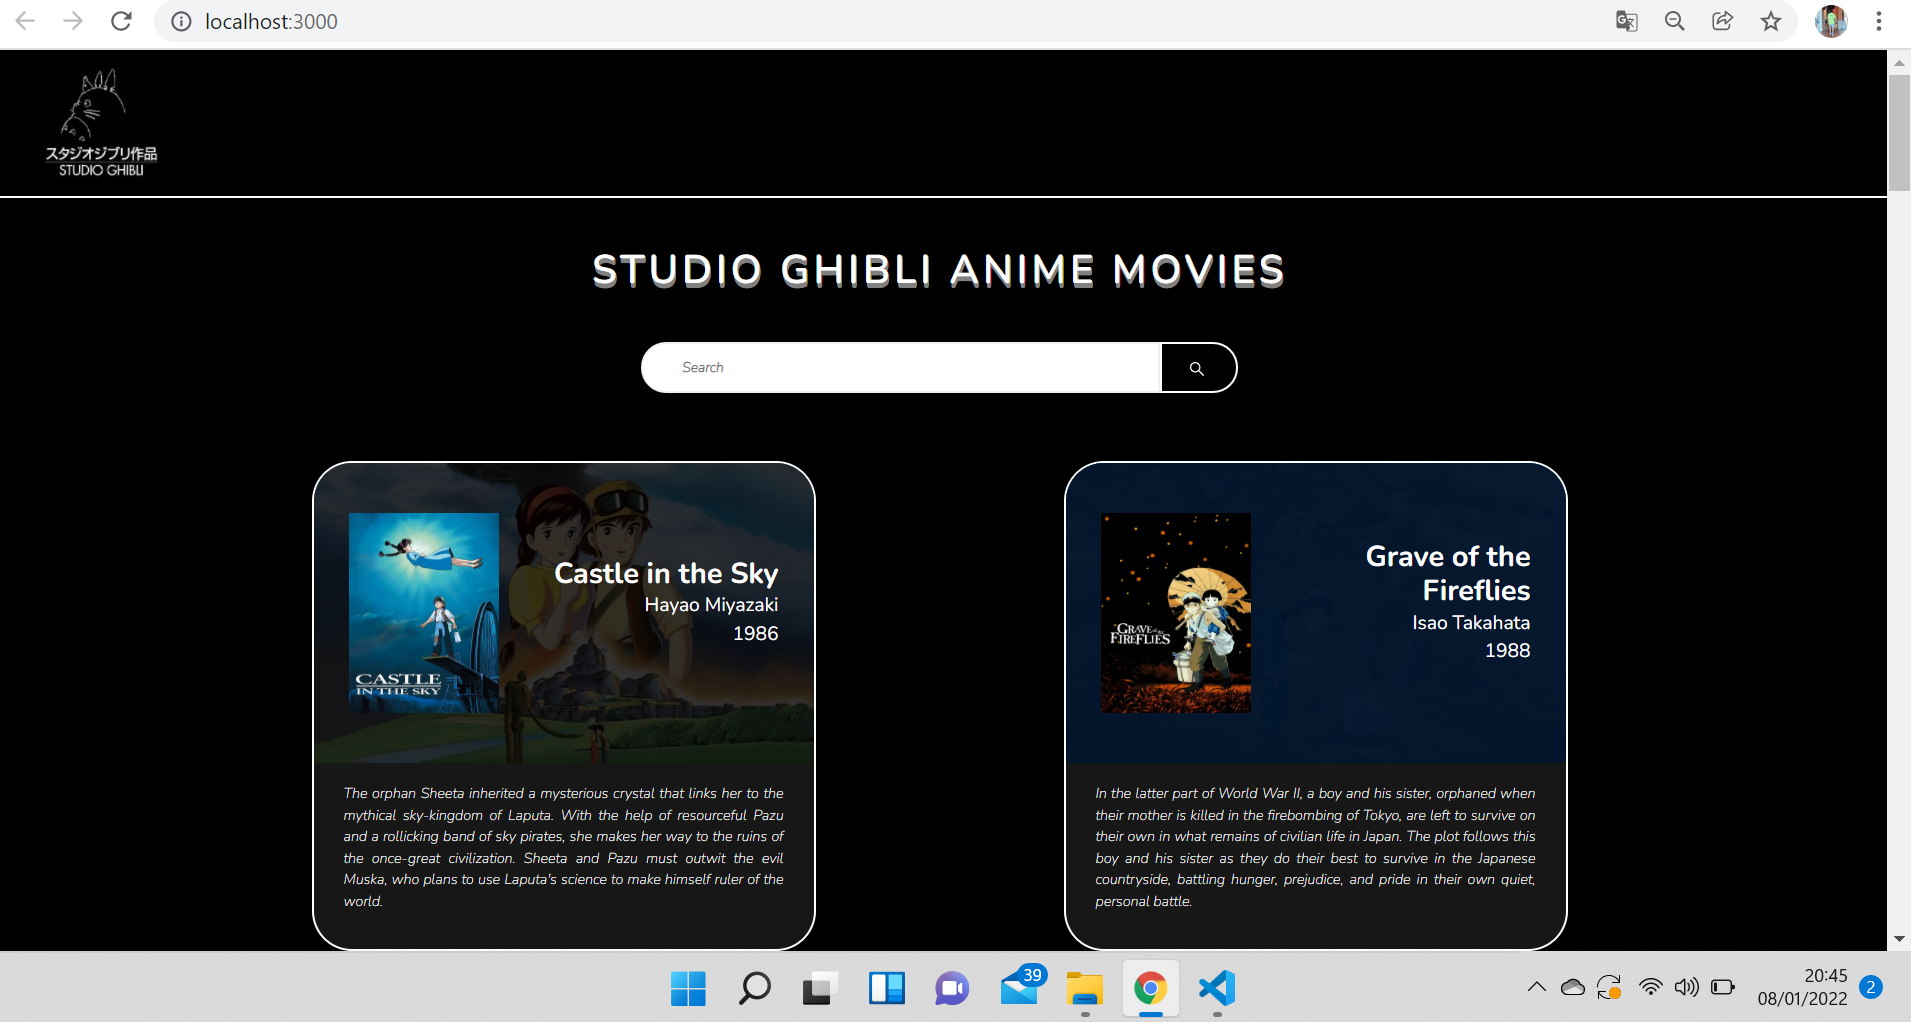 localhost:3000
スタジオジブリ作品
STUDIO GHIBLI
STUDIO GHIBLI ANIME MOVIES
Search
CASTLE
IN THE SKY
Castle in the Sky
Hayao Miyazaki
1986
The orphan Sheeta inherited a mysterious crystal that links her to the
mythical sky-kingdom of Laputa. With the help of resourceful Pazu
and a rollicking band of sky pirates, she makes her way to the ruins of
the once-great civilization. Sheeta and Pazu must outwit the evil
Muska, who plans to use Laputa's science to make himself ruler of the
world.
GRAVE of the
FIREFLIES
Grave of the
Fireflies
Isao Takahata
1988
In the latter part of World War II, a boy and his sister, orphaned when
their mother is killed in the firebombing of Tokyo, are left to survive on
their own in what remains of civilian life in Japan. The plot follows this
boy and his sister as they do their best to survive in the Japanese
countryside, battling hunger, prejudice, and pride in their own quiet,
personal battle.
39
20:45
08/01/2022
2